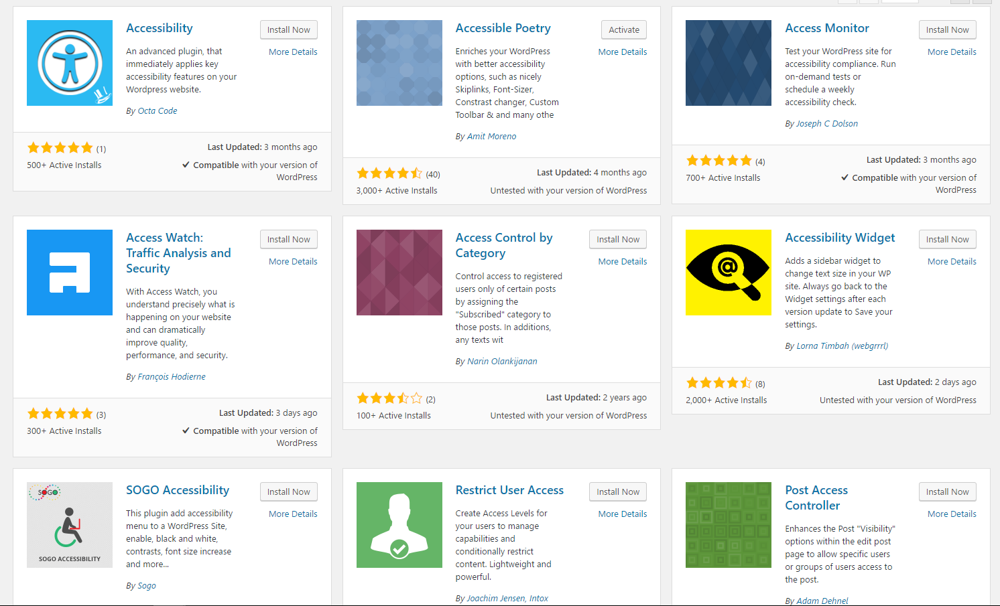 Accessibility
Install Now
More Details
An advanced plugin, that
immediately applies key
accessibility features on your
Wordpress website.
By Octa Code
(1)
500+ Active Installs
Last Updated: 3 months ago
Compatible with your version of
WordPress
Accessible Poetry
Activate
More Details
Enriches your WordPress
with better accessibility
options, such as nicely
Skiplinks, Font-Sizer,
Constrast changer, Custom
Toolbar & and many othe
By Amit Moreno
(40)
3,000+ Active Installs
Last Updated: 4 months ago
Untested with your version of WordPress
Access Monitor
Install Now
More Details
Test your WordPress site for
accessibility compliance. Run
on-demand tests or
schedule a weekly
accessibility check.
By Joseph C Dolson
(4)
700+ Active Installs
Last Updated: 3 months ago
Compatible with your version of
WordPress
Access Watch:
Traffic Analysis and
Security
Install Now
More Details
With Access Watch, you
understand precisely what is
happening on your website
and can dramatically
improve quality,
performance, and security.
By François Hodierne
(3)
300+ Active Installs
Last Updated: 3 days ago
Compatible with your version of
WordPress
Access Control by
Category
Install Now
More Details
Control access to registered
users only of certain posts
by assigning the
"Subscribed" category to
those posts. In additions,
any texts wit
By Narin Olankijanan
(2)
100+ Active Installs
Last Updated: 2 years ago
Untested with your version of WordPress
@
Accessibility Widget
Install Now
More Details
Adds a sidebar widget to
change text size in your WP
site. Always go back to the
Widget settings after each
version update to Save your
settings.
By Lorna Timbah (webgrrrl)
(8)
2,000+ Active Installs
Last Updated: 2 days ago
Untested with your version of WordPress
SOGO
SOGO ACCESSIBILITY
SOGO Accessibility
Install Now
More Details
This plugin add accessibility
menu to a WordPress Site,
enable, black and white,
contrasts, font size increase
and more...
By Sogo
Restrict User Access
Install Now
More Details
Create Access Levels for
your users to manage
capabilities and
conditionally restrict
content. Lightweight and
powerful.
By Joachim Jensen, Intox
Post Access
Controller
Install Now
More Details
Enhances the Post "Visibility"
options within the edit post
page to allow specific users
or groups of users access to
the post.
By Adam Dehnel